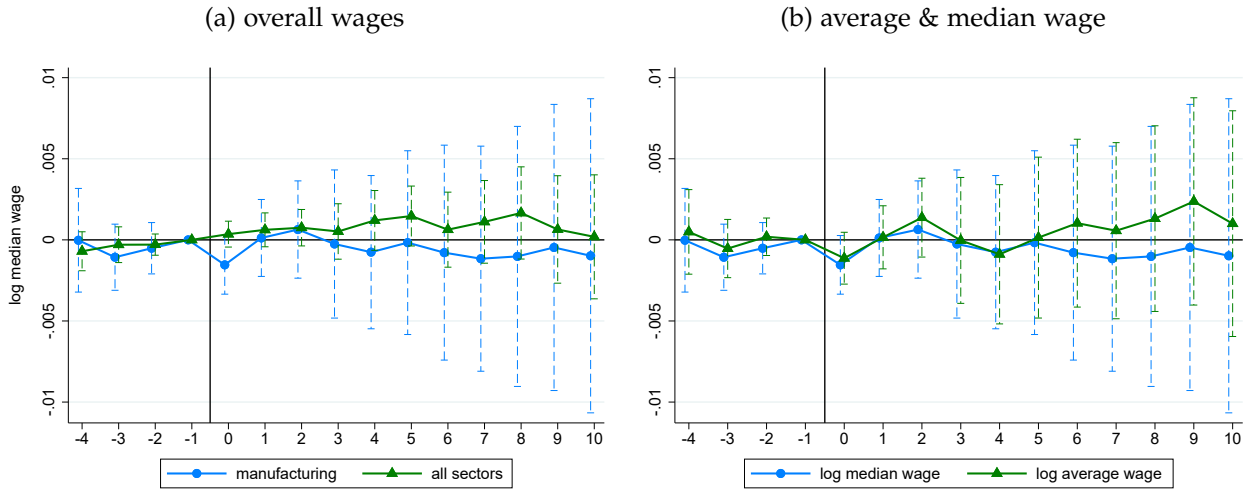 (a) overall wages
.01
.005
0
-.005
-.01
log median wage
-4 -3 -2 -1 0 1 2 3 4 5 6 7 8 9 10
manufacturing all sectors
(b) average & median wage
.01
.005
0
-.005
-.01
-4 -3 -2 -1 0 1 2 3 4 5 6 7 8 9 10
log median wage log average wage